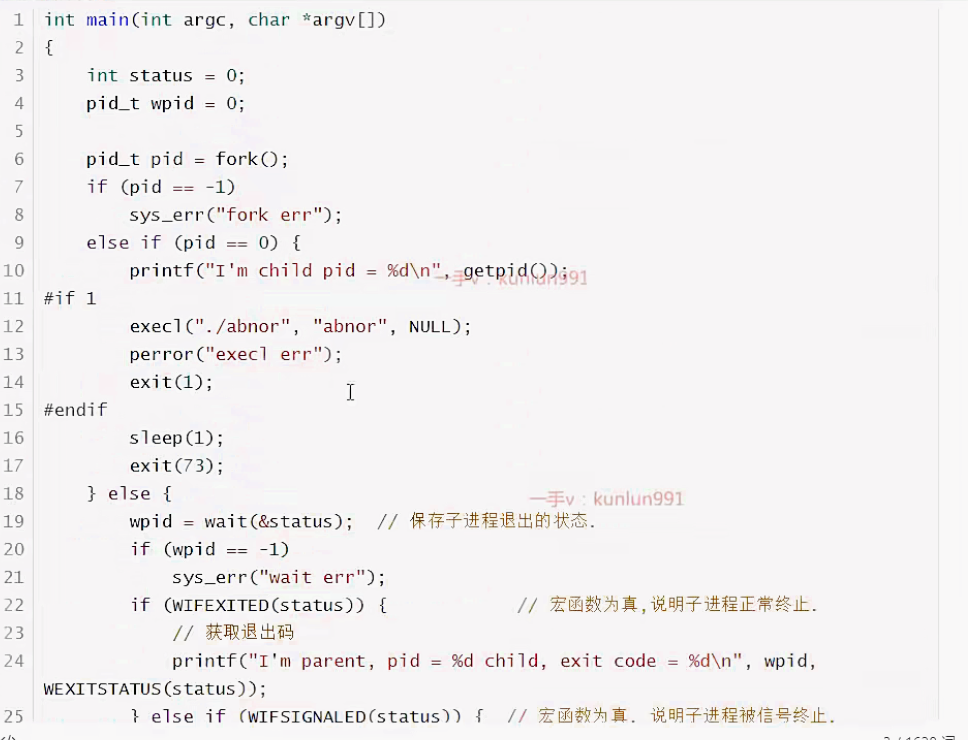 1 int main(int argc, char *argv[])
2 {
3 int status = 0;
4 pid_t wpid = 0;
5
6 pid_t pid = fork();
7 if (pid == -1)
8 sys_err("fork err");
9 else if (pid == 0) {
10 printf("I'm child pid = %d\n", getpid());
一手v：kunlun991
11 #if 1
12 execl("./abnor", "abnor", NULL);
13 perror("execl err");
14 exit(1);
15 #endif
16 sleep(1);
17 exit(73);
18 } else {
一手v：kunlun991
19 wpid = wait(&status); // 保存子进程退出的状态.
20 if (wpid == -1)
21 sys_err("wait err");
22 if (WIFEXITED(status)) { // 宏函数为真,说明子进程正常终止.
23 // 获取退出码
24 printf("I'm parent, pid = %d child, exit code = %d\n", wpid,
WEXITSTATUS(status));
25 } else if (WIFSIGNALED(status)) { // 宏函数为真. 说明子进程被信号终止.